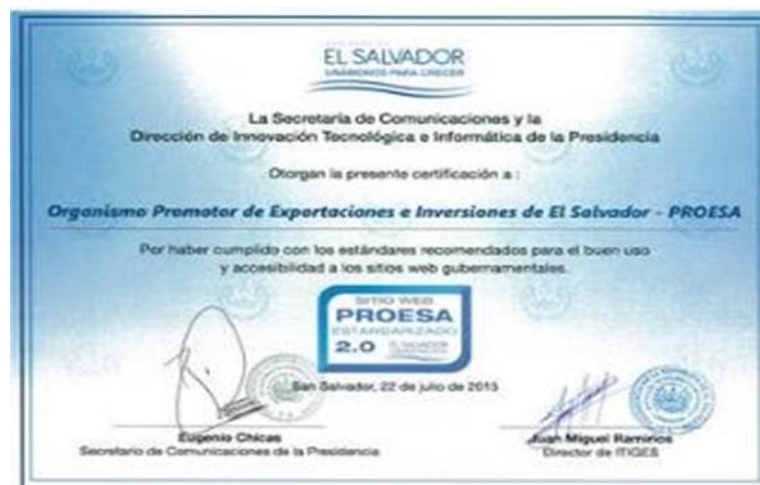 EL SALVADOR
UNÁMONOS PARA CRECER
La Secretaría de Comunicaciones y la
Dirección de Innovación Tecnológica e Informática de la Presidencia
Otorgan la presente certificación a :
Organismo Promotor de Exportaciones e Inversiones de El Salvador - PROESA
Por haber cumplido con los estándares recomendados para el buen uso
y accesibilidad a los sitios web gubernamentales.
SITIO WEB
PROESA
ESTANDARIZADO
2.0 EL SALVADOR
San Salvador, 22 de julio de 2015
Eugenio Chicas
Secretario de Comunicaciones de la Presidencia
Juan Miguel
Director de ITIGES